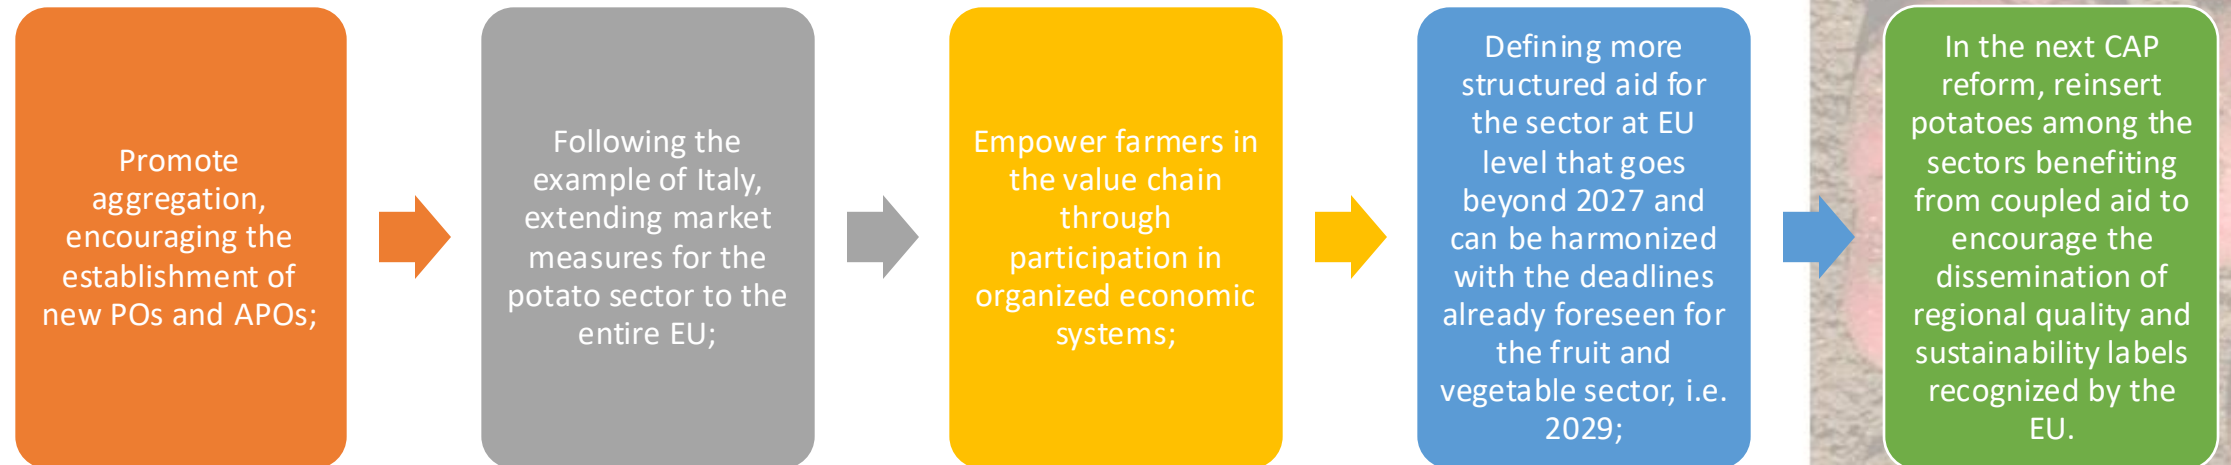 Promote
aggregation,
encouraging the
establishment of
new POs and APOs;
Following the
example of Italy,
extending market
measures for the
potato sector to the
entire EU;
Empower farmers in
the value chain
through
participation in
organized economic
systems;
Defining more
structured aid for
the sector at EU
level that goes
beyond 2027 and
can be harmonized
with the deadlines
already foreseen for
the fruit and
vegetable sector, i.e.
2029;
In the next CAP
reform, reinsert
potatoes among the
sectors benefiting
from coupled aid to
encourage the
dissemination of
regional quality and
sustainability labels
recognized by the
EU.